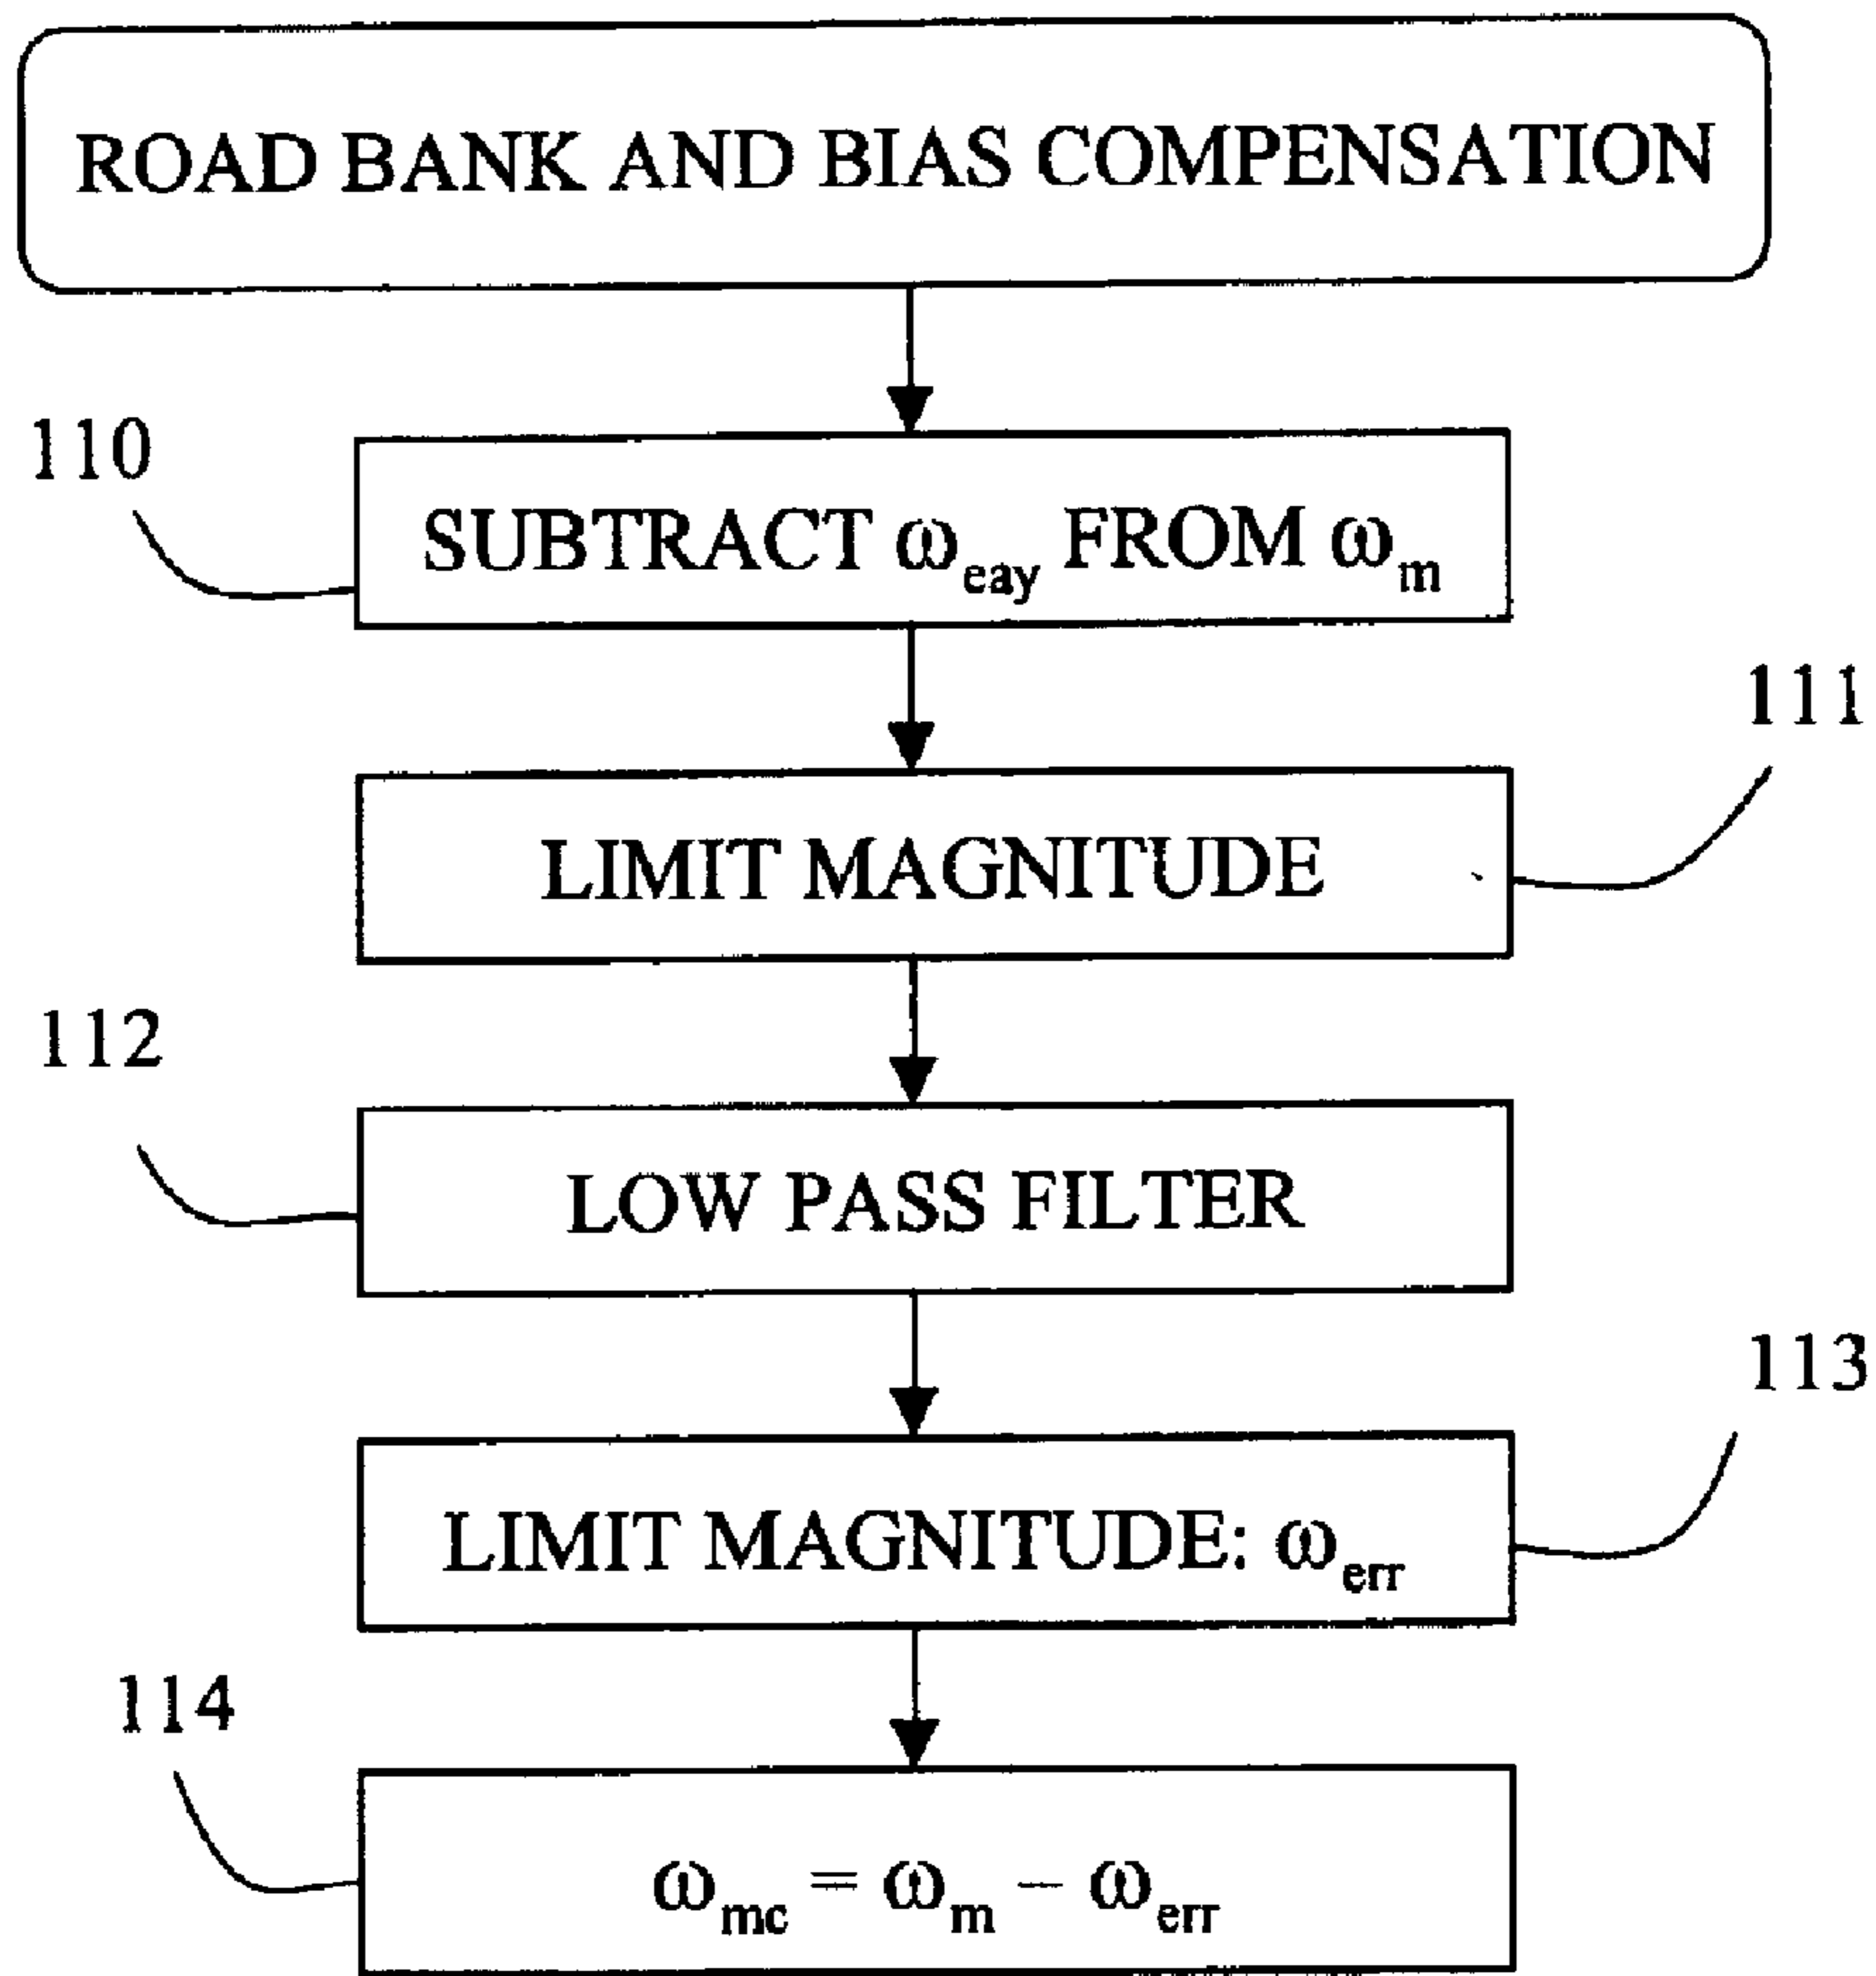 ROAD BANK AND BIAS COMPENSATION
110
SUBTRACT ωeay FROM ωm
111
LIMIT MAGNITUDE
112
LOW PASS FILTER
113
LIMIT MAGNITUDE: ωerr
114
ωmc = ωm – ωerr